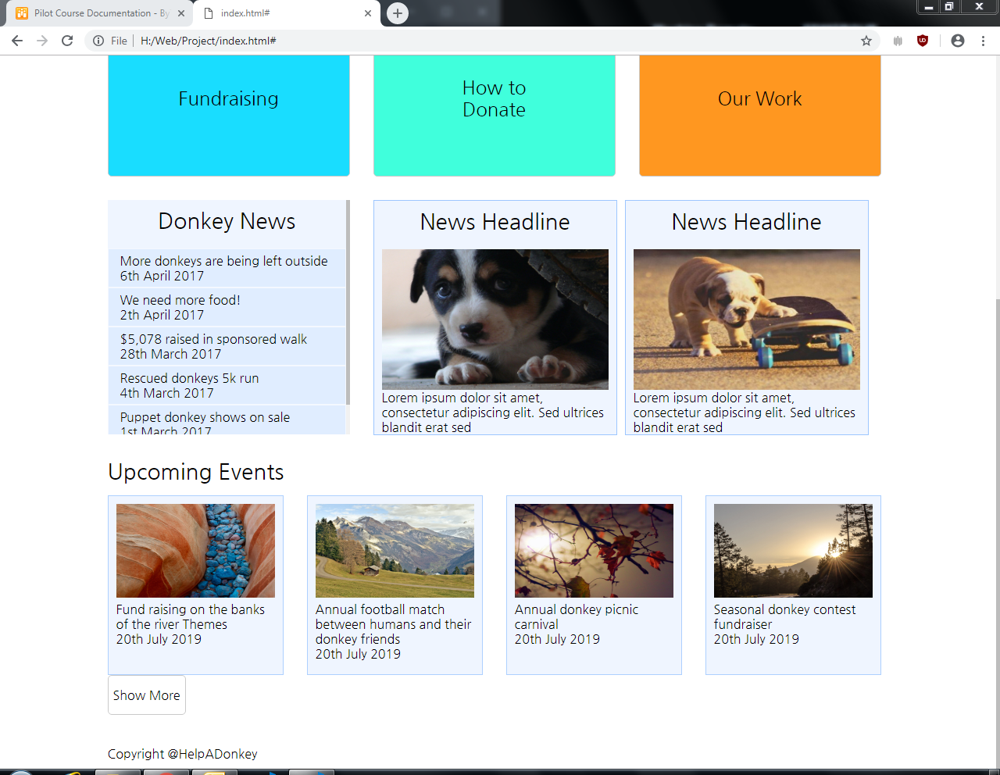 Pilot Course Documentation - By
index.html#
File
H:/Web/Project/index.html#
Fundraising
How to
Donate
Our Work
Donkey News
More donkeys are being left outside
6th April 2017
We need more food!
2th April 2017
$5,078 raised in sponsored walk
28th March 2017
Rescued donkeys 5k run
4th March 2017
Puppet donkey shows on sale
1st March 2017
News Headline
Lorem ipsum dolor sit amet,
consectetur adipiscing elit. Sed ultrices
blandit erat sed
News Headline
Lorem ipsum dolor sit amet,
consectetur adipiscing elit. Sed ultrices
blandit erat sed
Upcoming Events
Fund raising on the banks
of the river Themes
20th July 2019
Annual football match
between humans and their
donkey friends
20th July 2019
Annual donkey picnic
carnival
20th July 2019
Seasonal donkey contest
fundraiser
20th July 2019
Show More
Copyright @HelpADonkey